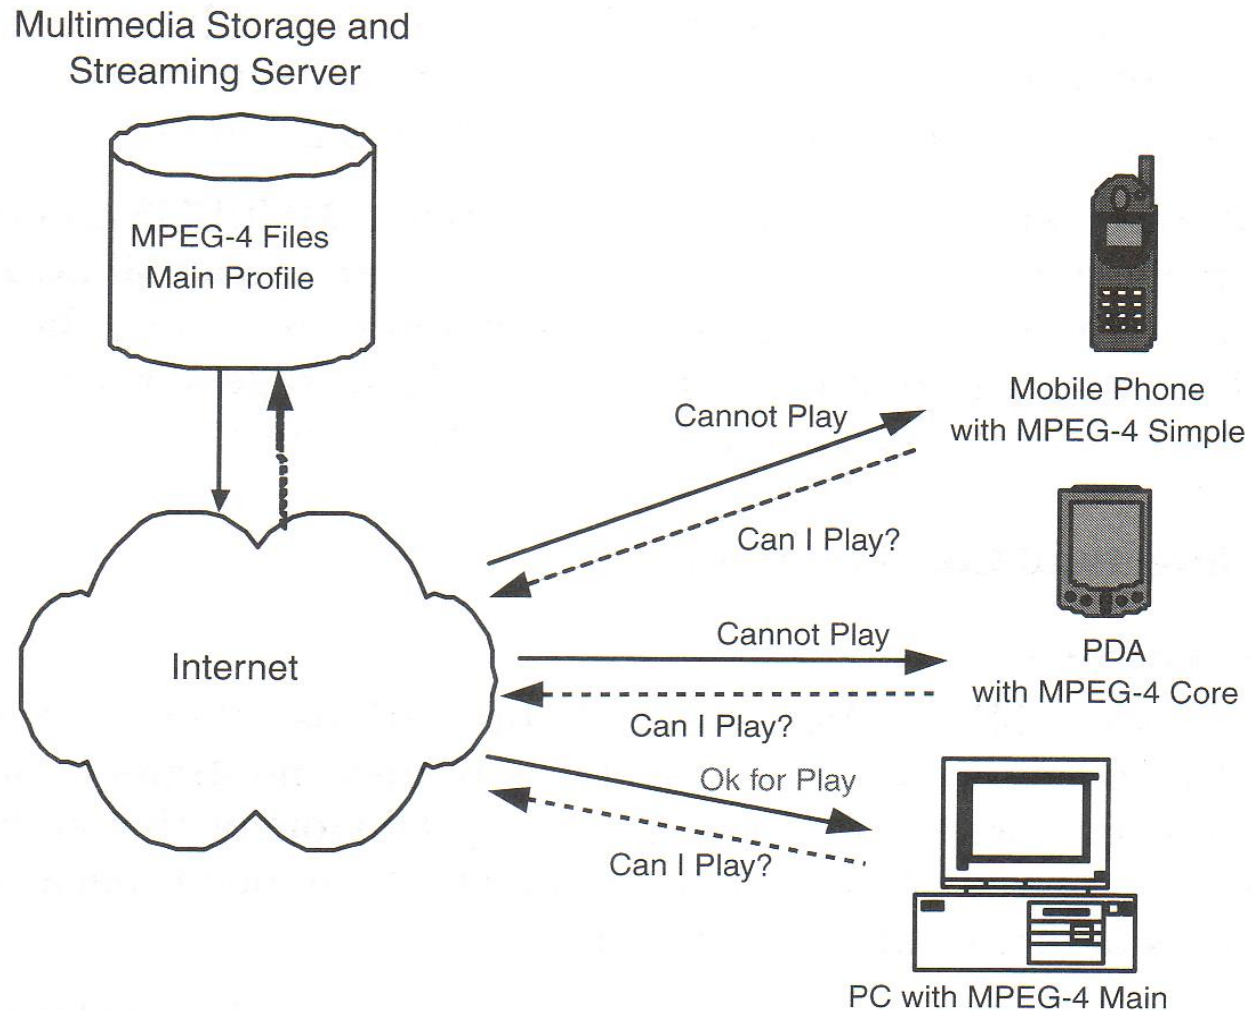 Multimedia Storage and
Streaming Server
MPEG-4 Files
Main Profile
Mobile Phone
with MPEG-4 Simple
Cannot Play
Can I Play?
Internet
Cannot Play
PDA
with MPEG-4 Core
Can I Play?
Ok for Play
Can I Play?
PC with MPEG-4 Main